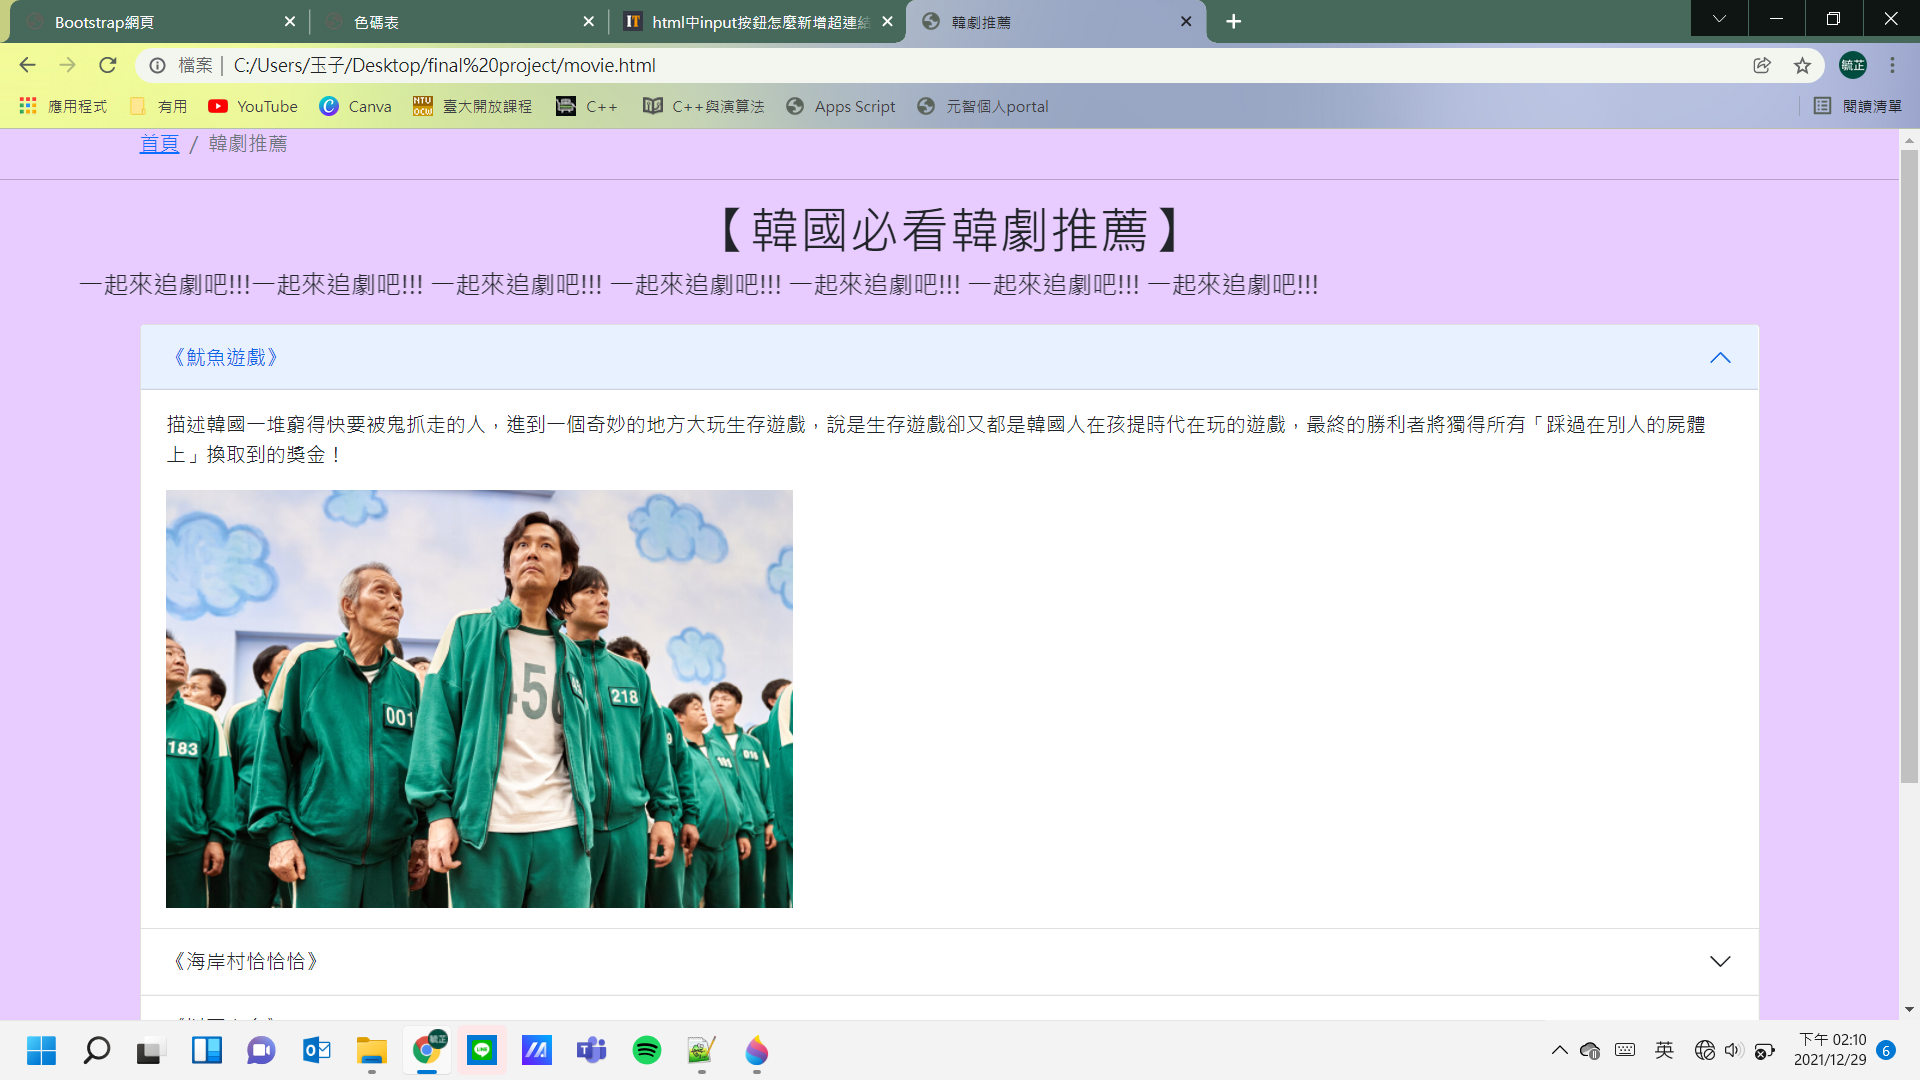 Bootstrap網頁
色碼表
html中input按鈕怎麼新增超連結
韓劇推薦
檔案 | C:/Users/玉子/Desktop/final%20project/movie.html
毓芷
應用程式
有用
YouTube
Canva
臺大開放課程
C++
C++與演算法
Apps Script
元智個人portal
閱讀清單
首頁 / 韓劇推薦
【韓國必看韓劇推薦】
一起來追劇吧!!!一起來追劇吧!!! 一起來追劇吧!!! 一起來追劇吧!!! 一起來追劇吧!!! 一起來追劇吧!!! 一起來追劇吧!!!
《魷魚遊戲》
描述韓國一堆窮得快要被鬼抓走的人，進到一個奇妙的地方大玩生存遊戲，說是生存遊戲卻又都是韓國人在孩提時代在玩的遊戲，最終的勝利者將獨得所有「踩過在別人的屍體
上」換取到的獎金！
183
001
456
218
《海岸村恰恰恰》
英
下午 02:10
2021/12/29
6